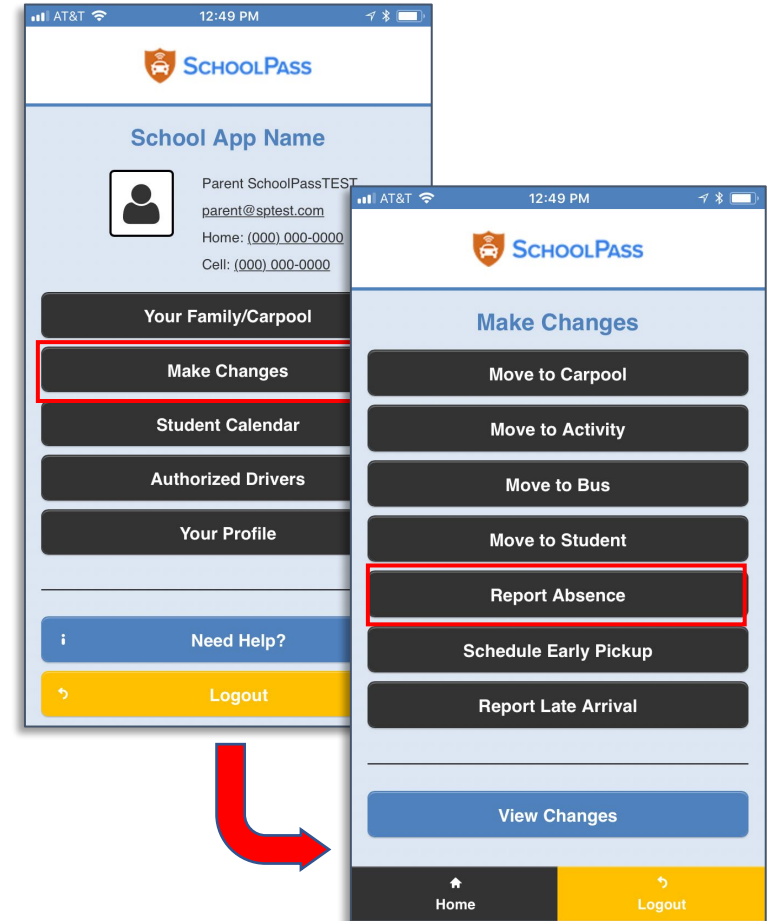 AT&T 12:49 PM
SCHOOLPASS
School App Name
Parent SchoolPassTEST
parent@sptest.com
Home: (000) 000-0000
Cell: (000) 000-0000
Your Family/Carpool
Make Changes
Student Calendar
Authorized Drivers
Your Profile
Need Help?
Logout
AT&T 12:49 PM
SCHOOLPASS
Make Changes
Move to Carpool
Move to Activity
Move to Bus
Move to Student
Report Absence
Schedule Early Pickup
Report Late Arrival
View Changes
Home Logout